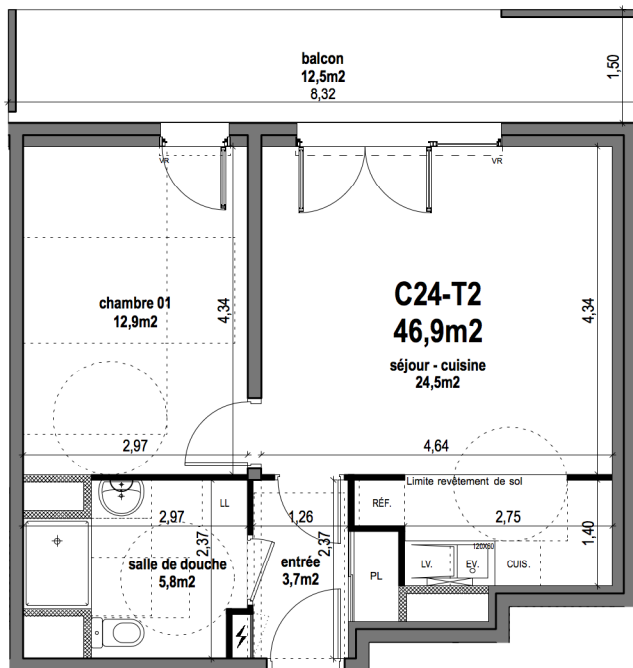 balcon
12,5m2
8,32
1,50
VR
VR
chambre 01
12,9m2
4,34
C24-T2
46,9m2
séjour - cuisine
24,5m2
4,34
2,97
4,64
Limite revêtement de sol
RÉF.
LL
2,97
1,26
2,75
1,40
2,37
2,37
salle de douche
5,8m2
entrée
3,7m2
PL
120X60
LV.
EV.
CUIS.